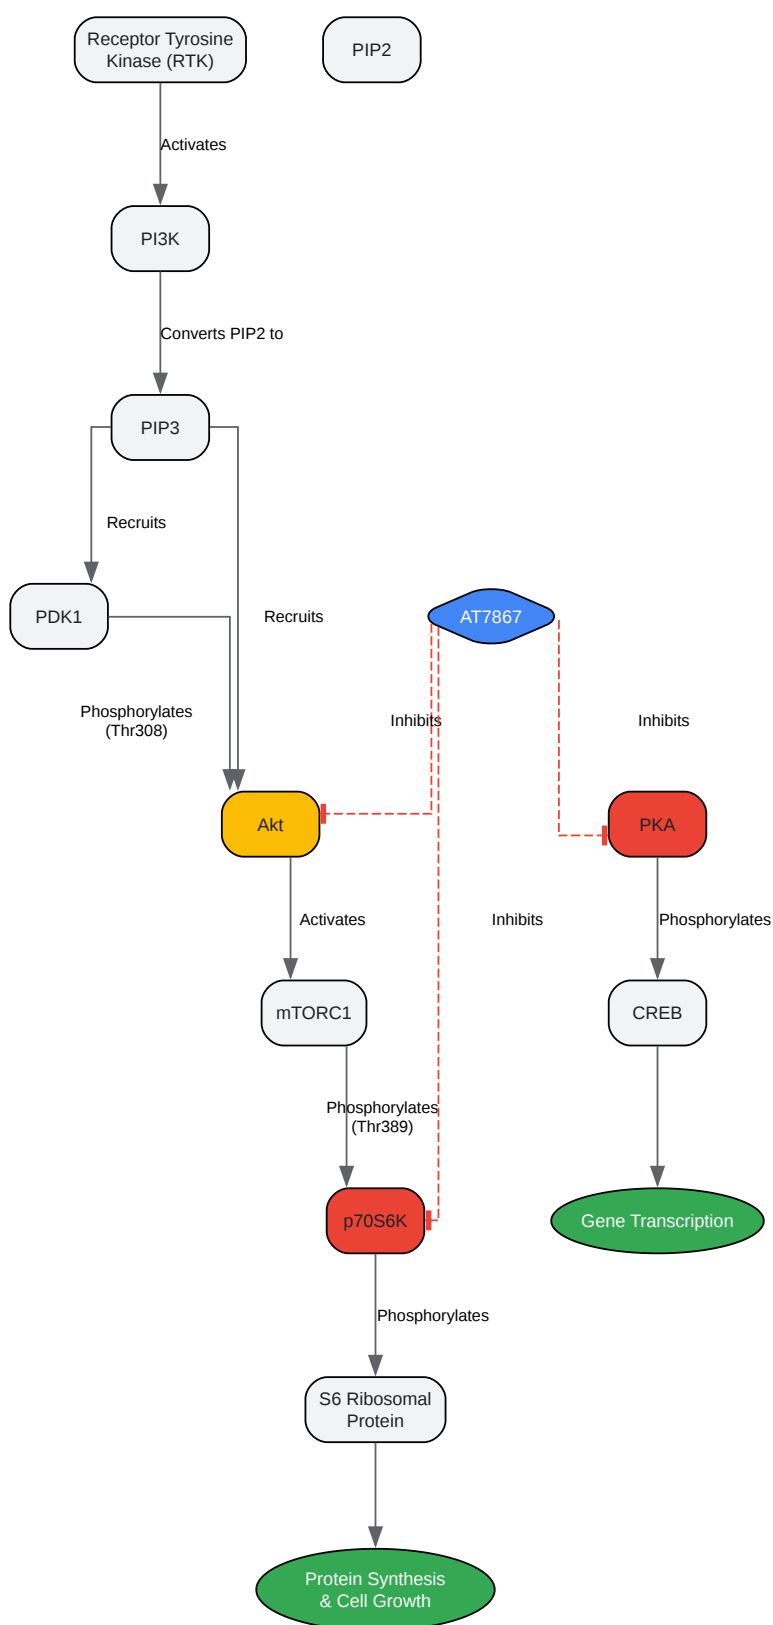 Receptor Tyrosine
Kinase (RTK)
PIP2
Activates
PI3K
Converts PIP2 to
PIP3
Recruits
PDK1
Recruits
AT7867
Phosphorylates
(Thr308)
Inhibits
Inhibits
Akt
PKA
Activates
Inhibits
Phosphorylates
mTORC1
CREB
Phosphorylates
(Thr389)
p70S6K
Gene Transcription
Phosphorylates
S6 Ribosomal
Protein
Protein Synthesis
& Cell Growth